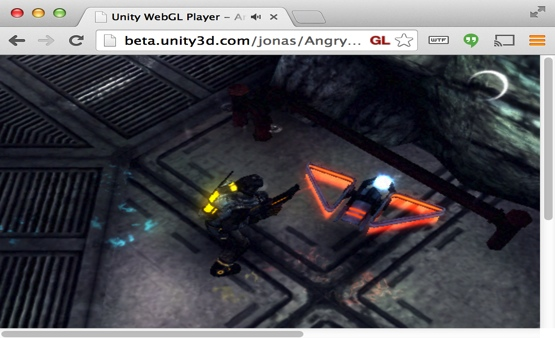 Unity WebGL Player – A
beta.unity3d.com/jonas/Angry… GL WTF